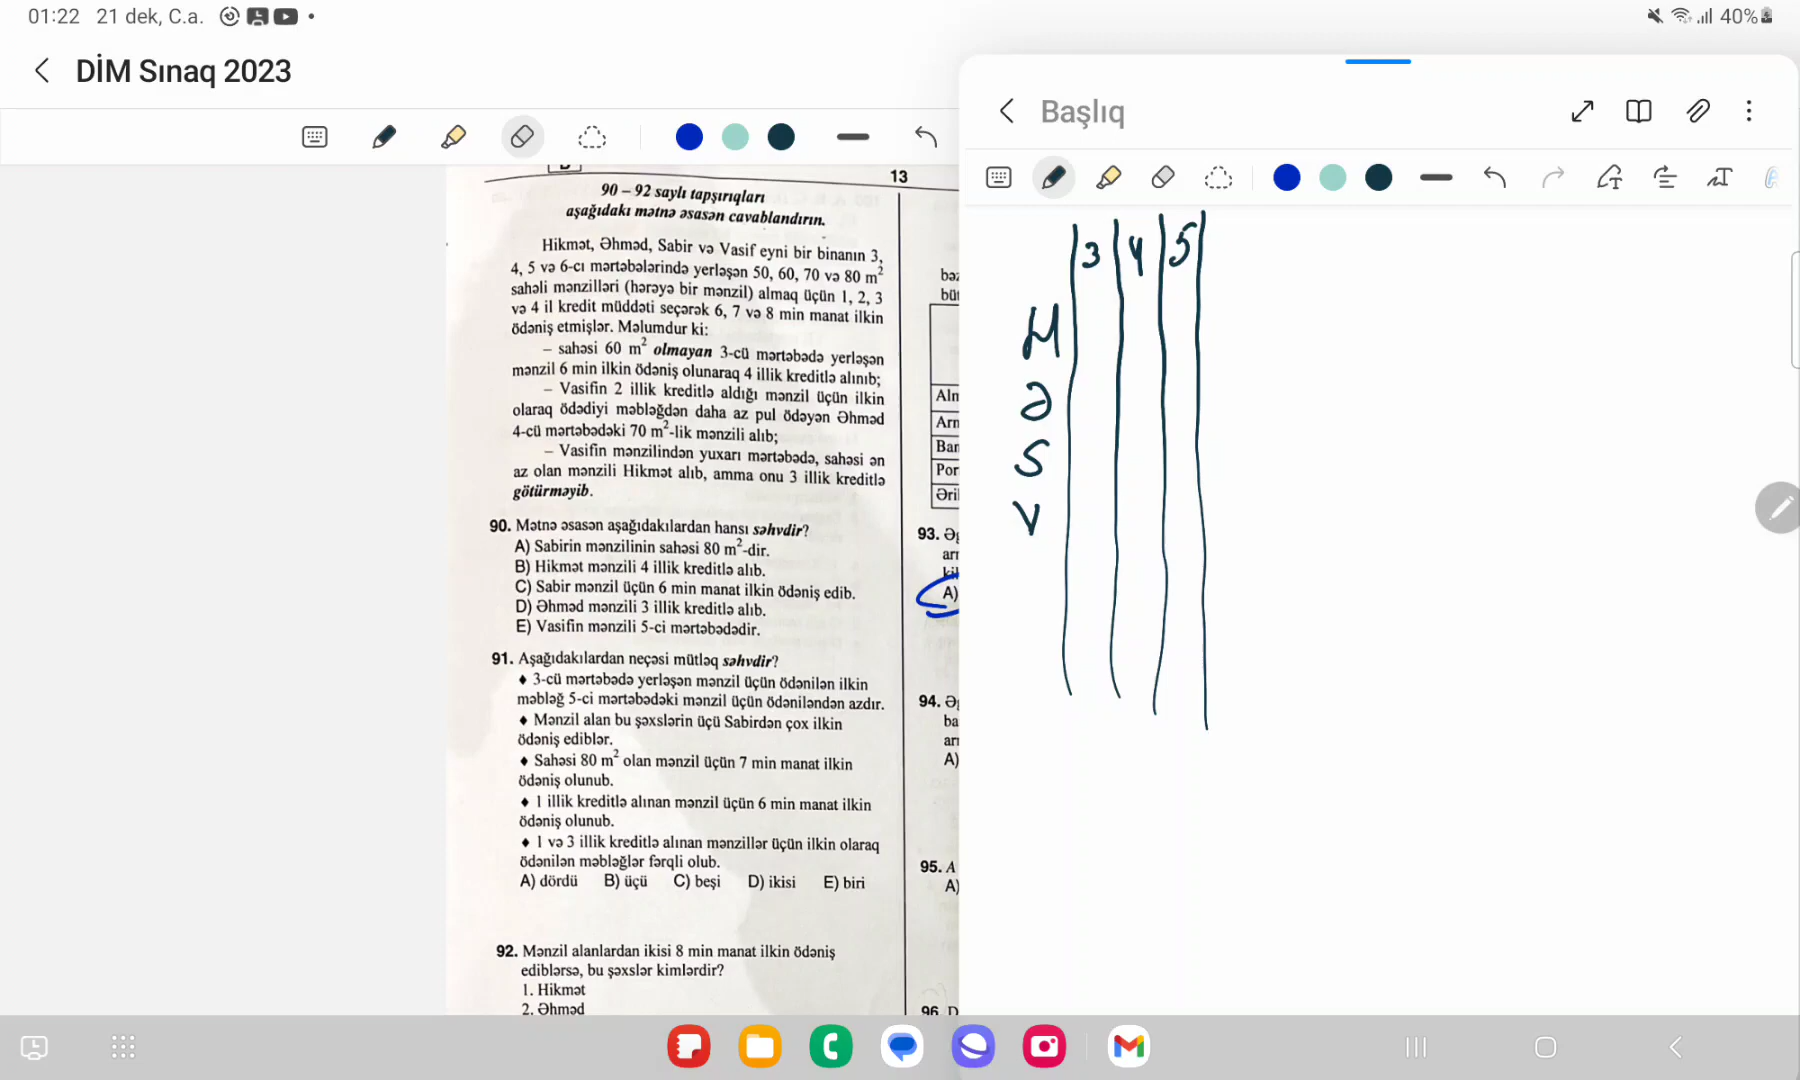 01:22 21 dek, C.a.
40%
DİM Sınaq 2023
Başlıq
13
90 – 92 saylı tapşırıqları
aşağıdakı mətnə əsasən cavablandırın.
Hikmət, Əhməd, Sabir və Vasif eyni bir binanın 3,
4, 5 və 6-cı mərtəbələrində yerləşən 50, 60, 70 və 80 m²
sahəli mənzilləri (hərəyə bir mənzil) almaq üçün 1, 2, 3
və 4 il kredit müddəti seçərək 6, 7 və 8 min manat ilkin
ödəniş etmişlər. Məlumdur ki:
– sahəsi 60 m² olmayan 3-cü mərtəbədə yerləşən
mənzil 6 min ilkin ödəniş olunaraq 4 illik kreditlə alınıb;
– Vasifin 2 illik kreditlə aldığı mənzil üçün ilkin
olaraq ödədiyi məbləğdən daha az pul ödəyən Əhməd
4-cü mərtəbədəki 70 m²-lik mənzili alıb;
– Vasifin mənzilindən yuxarı mərtəbədə, sahəsi ən
az olan mənzili Hikmət alıb, amma onu 3 illik kreditlə
götürməyib.
90. Mətnə əsasən aşağıdakılardan hansı səhvdir?
A) Sabirin mənzilinin sahəsi 80 m²-dir.
B) Hikmət mənzili 4 illik kreditlə alıb.
C) Sabir mənzil üçün 6 min manat ilkin ödəniş edib.
D) Əhməd mənzili 3 illik kreditlə alıb.
E) Vasifin mənzili 5-ci mərtəbədədir.
91. Aşağıdakılardan neçəsi mütləq səhvdir?
♦ 3-cü mərtəbədə yerləşən mənzil üçün ödənilən ilkin
məbləğ 5-ci mərtəbədəki mənzil üçün ödəniləndən azdır.
♦ Mənzil alan bu şəxslərin üçü Sabirdən çox ilkin
ödəniş ediblər.
♦ Sahəsi 80 m² olan mənzil üçün 7 min manat ilkin
ödəniş olunub.
♦ 1 illik kreditlə alınan mənzil üçün 6 min manat ilkin
ödəniş olunub.
♦ 1 və 3 illik kreditlə alınan mənzillər üçün ilkin olaraq
ödənilən məbləğlər fərqli olub.
A) dördü B) üçü C) beşi D) ikisi E) biri
92. Mənzil alanlardan ikisi 8 min manat ilkin ödəniş
ediblərsə, bu şəxslər kimlərdir?
1. Hikmət
2. Əhməd
93.
A)
94.
A)
95. A
A)
96.
3 4 5
H
Ə
S
V